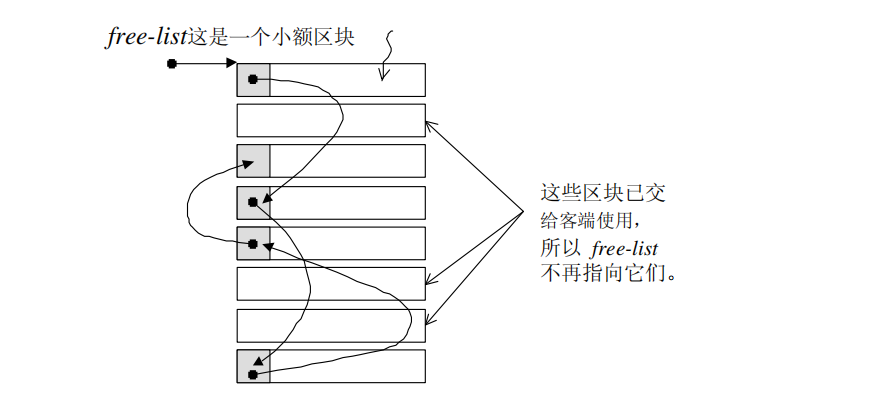 free-list这是一个小额区块
这些区块已交
给客端使用，
所以 free-list
不再指向它们。